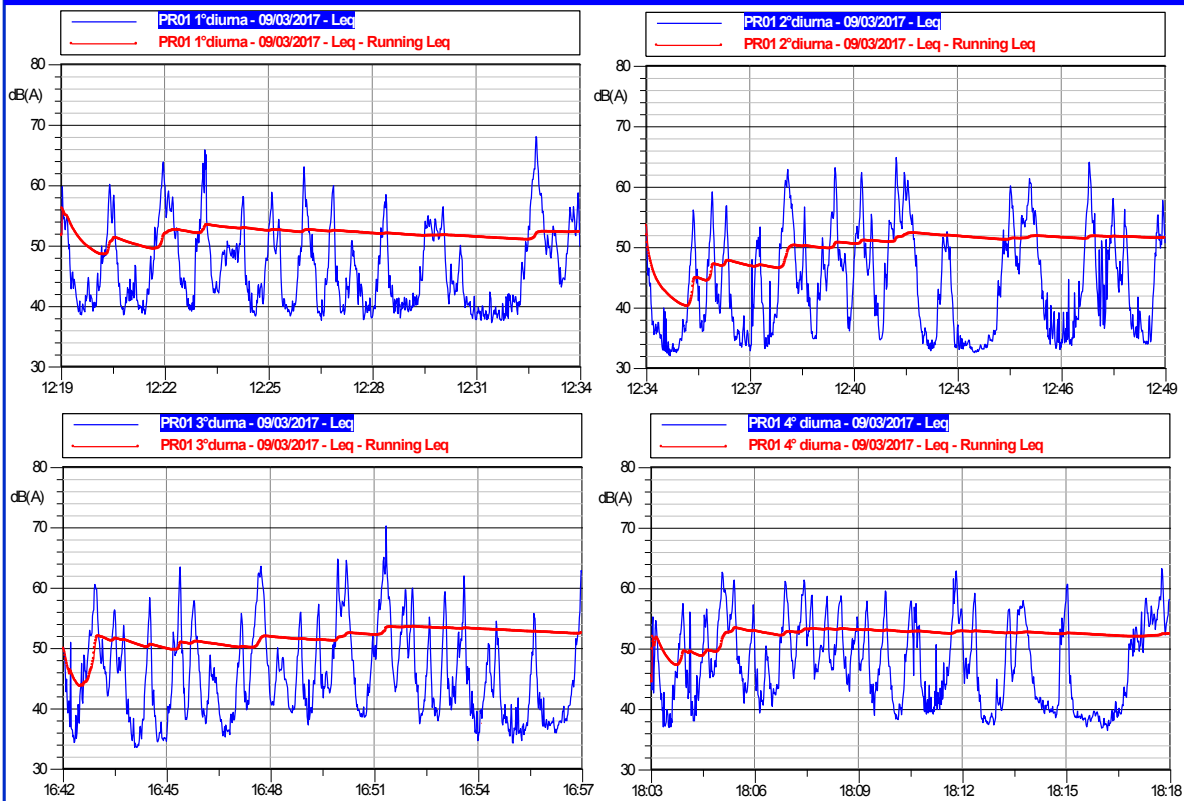 PR01 1°diurna - 09/03/2017 - Leq
PR01 1°diurna - 09/03/2017 - Leq - Running Leq
80
dB(A)
70
60
50
40
30
12:19 12:22 12:25 12:28 12:31 12:34
PR01 2°diurna - 09/03/2017 - Leq
PR01 2°diurna - 09/03/2017 - Leq - Running Leq
80
dB(A)
70
60
50
40
30
12:34 12:37 12:40 12:43 12:46 12:49
PR01 3°durna - 09/03/2017 - Leq
PR01 3°durna - 09/03/2017 - Leq - Running Leq
80
dB(A)
70
60
50
40
30
16:42 16:45 16:48 16:51 16:54 16:57
PR01 4° diurna - 09/03/2017 - Leq
PR01 4° diurna - 09/03/2017 - Leq - Running Leq
80
dB(A)
70
60
50
40
30
18:03 18:06 18:09 18:12 18:15 18:18